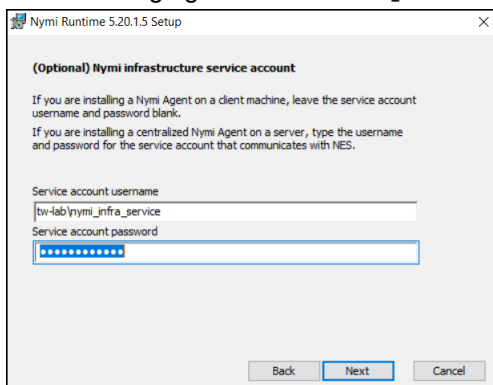 Nymi Runtime 5.20.1.5 Setup
(Optional) Nymi infrastructure service account
If you are installing a Nymi Agent on a client machine, leave the service account
username and password blank.
If you are installing a centralized Nymi Agent on a server, type the username
and password for the service account that communicates with NES.
Service account username
tw-lab\nymi_infra_service
Service account password
••••••••••••
Back Next Cancel